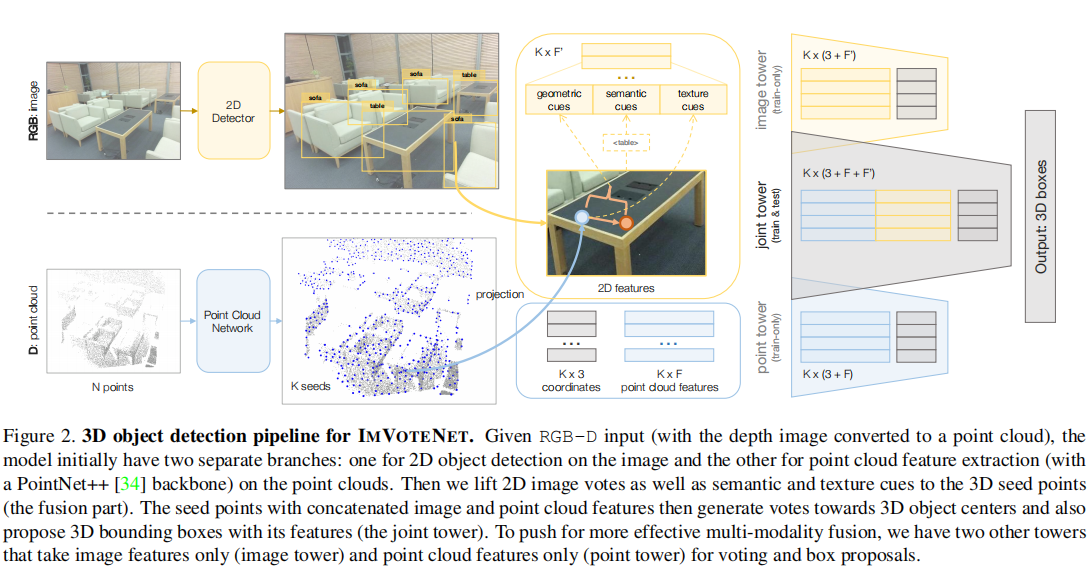 RGB: image
2D
Detector
sofa
table
sofa
sofa
table
sofa
K x F'
...
geometric
cues
semantic
cues
texture
cues
<table>
2D features
D: point cloud
N points
Point Cloud
Network
K seeds
projection
...
K x 3
coordinates
...
K x F
point cloud features
image tower
(train-only)
K x (3 + F')
joint tower
(train & test)
K x (3 + F + F')
point tower
(train-only)
K x (3 + F)
Output: 3D boxes
Figure 2. 3D object detection pipeline for IMVOTENET. Given RGB-D input (with the depth image converted to a point cloud), the
model initially have two separate branches: one for 2D object detection on the image and the other for point cloud feature extraction (with
a PointNet++ [34] backbone) on the point clouds. Then we lift 2D image votes as well as semantic and texture cues to the 3D seed points
(the fusion part). The seed points with concatenated image and point cloud features then generate votes towards 3D object centers and also
propose 3D bounding boxes with its features (the joint tower). To push for more effective multi-modality fusion, we have two other towers
that take image features only (image tower) and point cloud features only (point tower) for voting and box proposals.